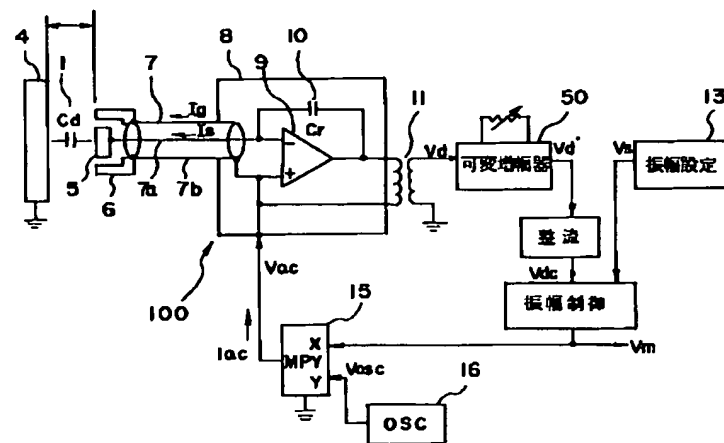 4
1
Cd
5
6
7
Ig
Is
7a
7b
8
9
10
Cr
11
Vd
50
可変増幅器
Vd'
13
Vs
振幅設定
整流
Vdc
振幅制御
Vm
100
Vac
Iac
15
X
MPY
Y
Vosc
16
OSC